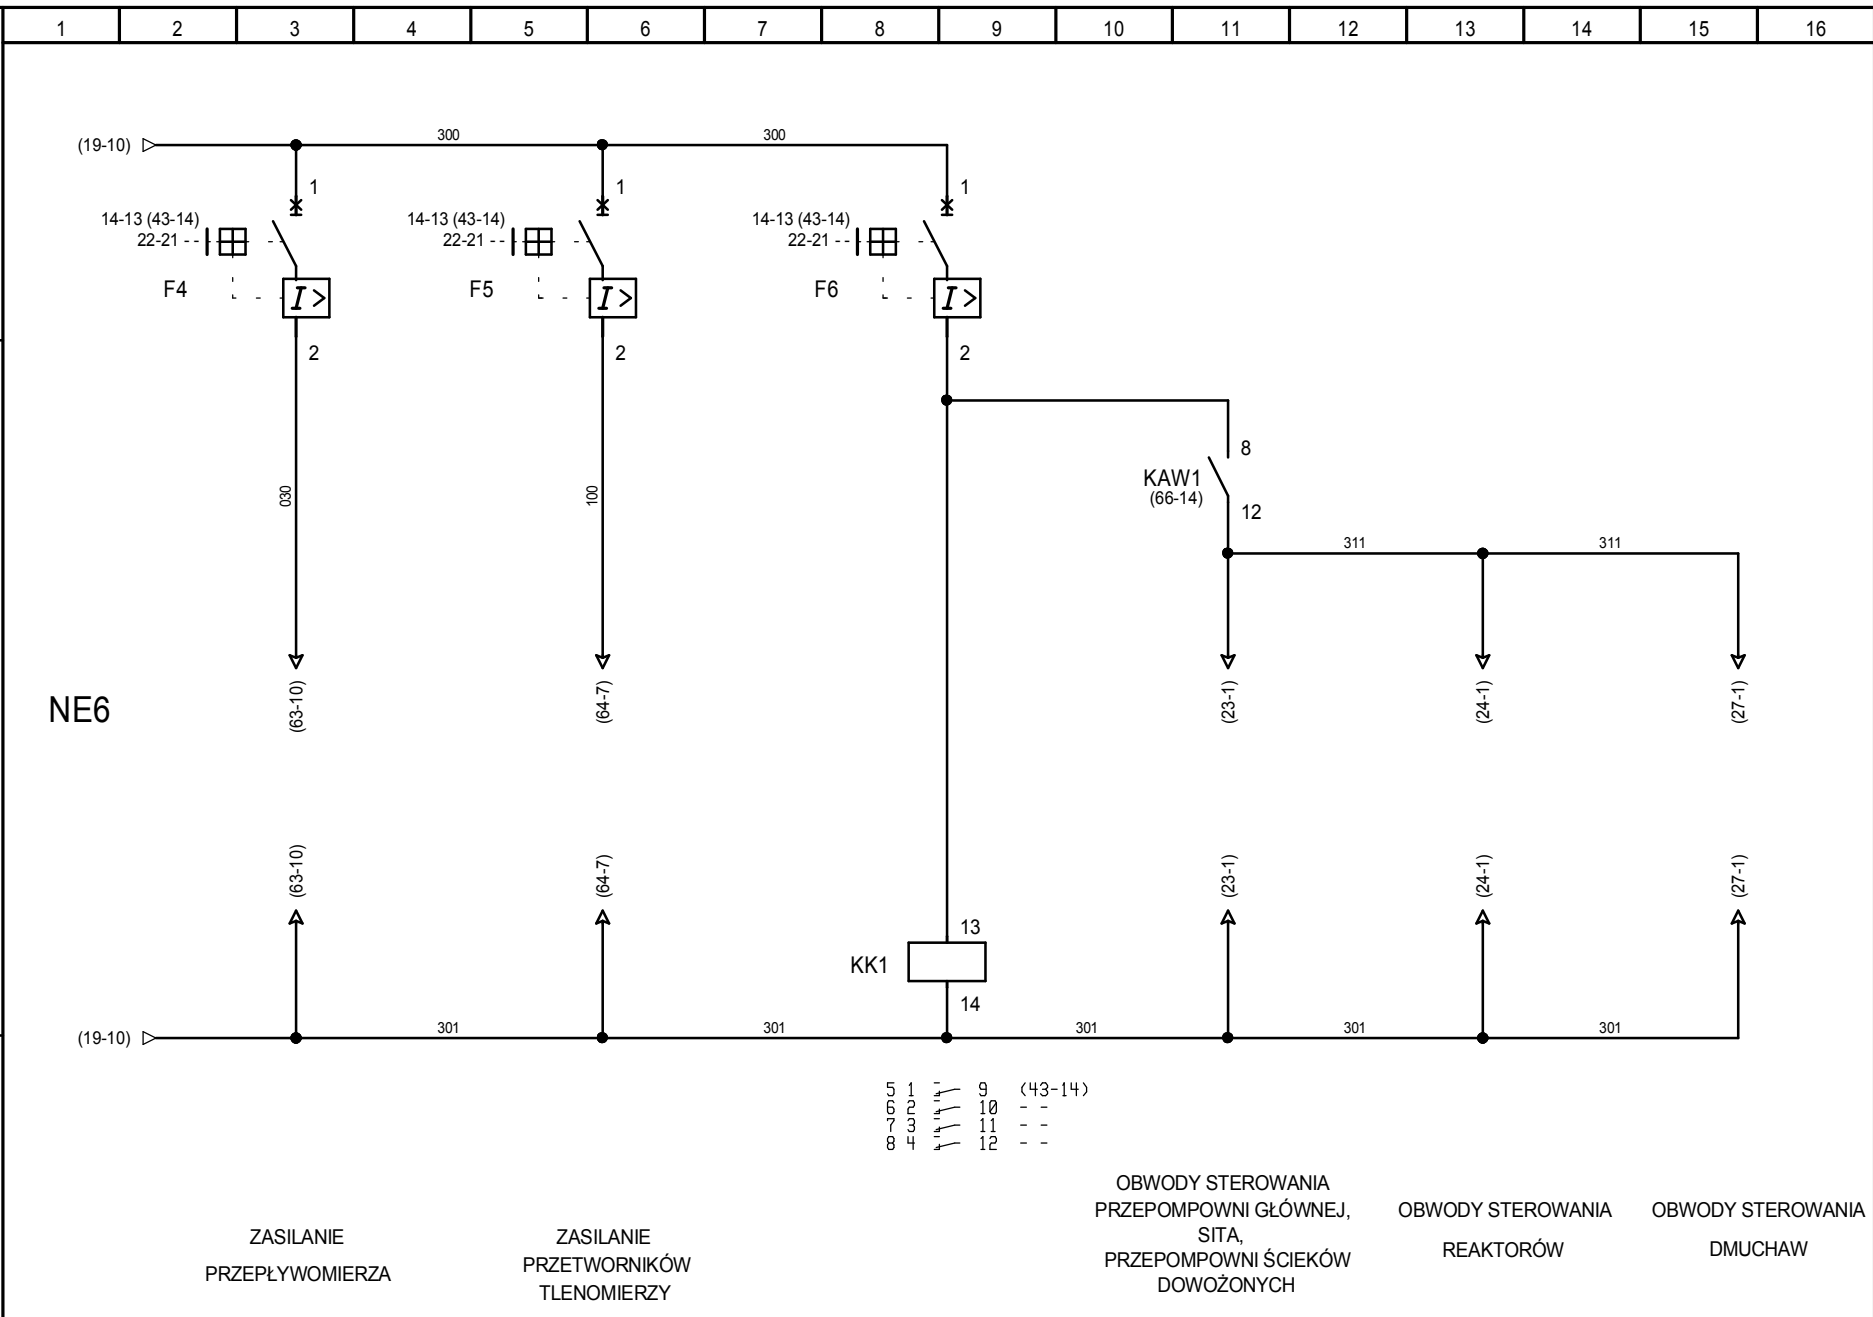 1 2 3 4 5 6 7 8 9 10 11 12 13 14 15 16
(19-10) 300 300
1 1 1
14-13 (43-14) 14-13 (43-14) 14-13 (43-14)
22-21 22-21 22-21
F4 I> F5 I> F6 I>
2 2 2
8
KAW1
(66-14)
030 100
12
311 311
NE6 (63-10) (64-7) (23-1) (24-1) (27-1)
(63-10) (64-7) (23-1) (24-1) (27-1)
13
KK1
14
(19-10) 301 301 301 301 301
5 1 9 (43-14)
6 2 10 - -
7 3 11 - -
8 4 12 - -
ZASILANIE
PRZEPŁYWOMIERZA
ZASILANIE
PRZETWORNIKÓW
TLENOMIERZY
OBWODY STEROWANIA
PRZEPOMPOWNI GŁÓWNEJ,
SITA,
PRZEPOMPOWNI ŚCIEKÓW
DOWOŻONYCH
OBWODY STEROWANIA
REAKTORÓW
OBWODY STEROWANIA
DMUCHAW